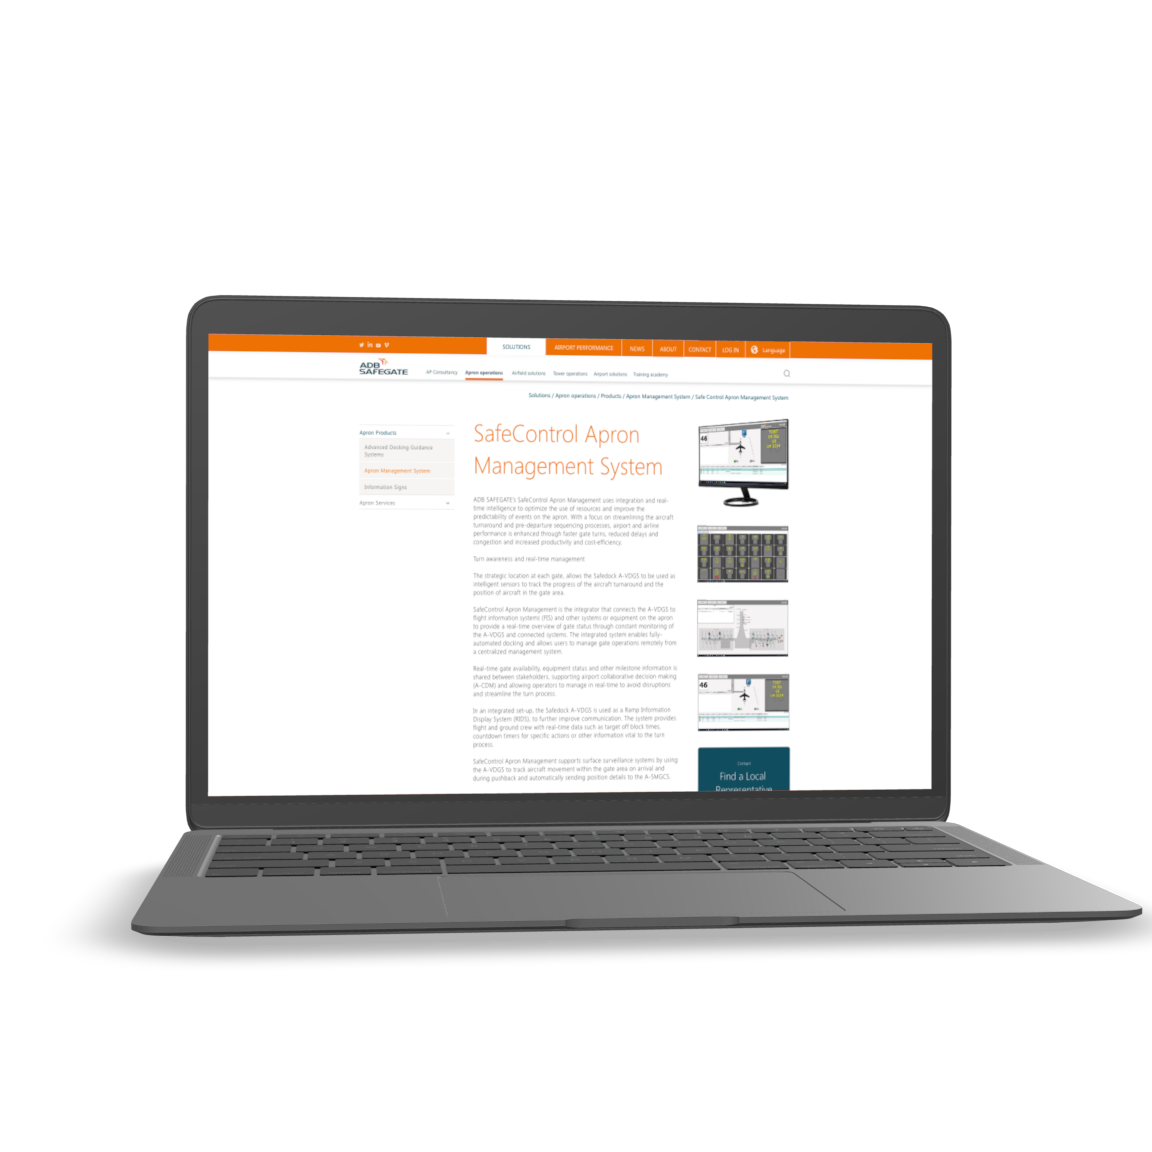 SOLUTIONS
AIRPORT PERFORMANCE
NEWS
ABOUT
CONTACT
LOG IN
Language
ADB
SAFEGATE
AP Consultancy
Apron operations
Airfield solutions
Tower operations
Airport solutions
Training academy
Solutions / Apron operations / Products / Apron Management System / Safe Control Apron Management System
Apron Products
Advanced Docking Guidance
Systems
Apron Management System
Information Signs
Apron Services
SafeControl Apron
Management System
ADB SAFEGATE's SafeControl Apron Management uses integration and real-
time intelligence to optimize the use of resources and improve the
predictability of events on the apron. With a focus on streamlining the aircraft
turnaround and pre-departure sequencing processes, airport and airline
performance is enhanced through faster gate turns, reduced delays and
congestion and increased productivity and cost-efficiency.
Turn awareness and real-time management
The strategic location at each gate, allows the Safedock A-VDGS to be used as
intelligent sensors to track the progress of the aircraft turnaround and the
position of aircraft in the gate area.
SafeControl Apron Management is the integrator that connects the A-VDGS to
flight information systems (FIS) and other systems or equipment on the apron
to provide a real-time overview of gate status through constant monitoring of
the A-VDGS and connected systems. The integrated system enables fully-
automated docking and allows users to manage gate operations remotely from
a centralized management system.
Real-time gate availability, equipment status and other milestone information is
shared between stakeholders, supporting airport collaborative decision making
(A-CDM) and allowing operators to manage in real-time to avoid disruptions
and streamline the turn process.
In an integrated set-up, the Safedock A-VDGS is used as a Ramp Information
Display System (RIDS), to further improve communication. The system provides
flight and ground crew with real-time data such as target off block times,
countdown timers for specific actions or other information vital to the turn
process.
SafeControl Apron Management supports surface surveillance systems by using
the A-VDGS to track aircraft movement within the gate area on arrival and
during pushback and automatically sending position details to the A-SMGCS.
46
46
Contact
Find a Local
Representative